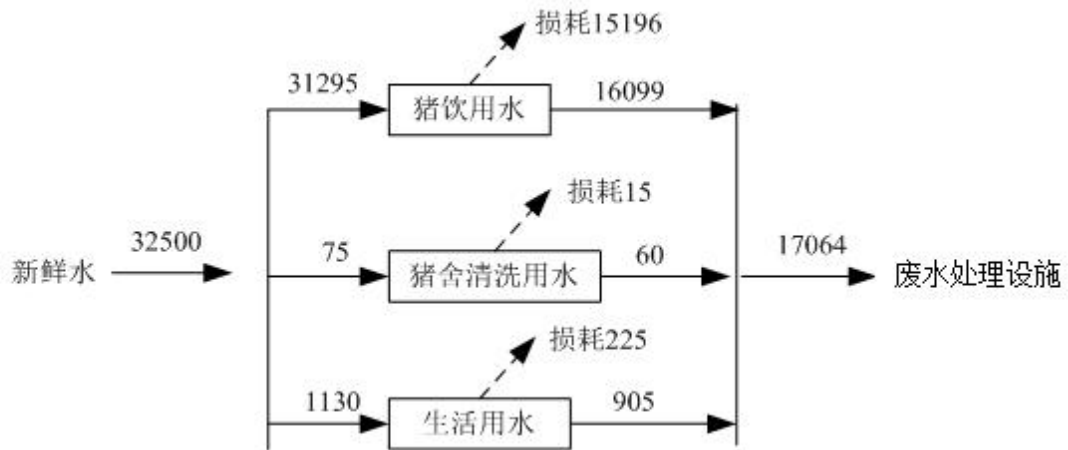 损耗15196
31295
猪饮用水
16099
损耗15
新鲜水
32500
75
猪舍清洗用水
60
17064
废水处理设施
损耗225
1130
生活用水
905